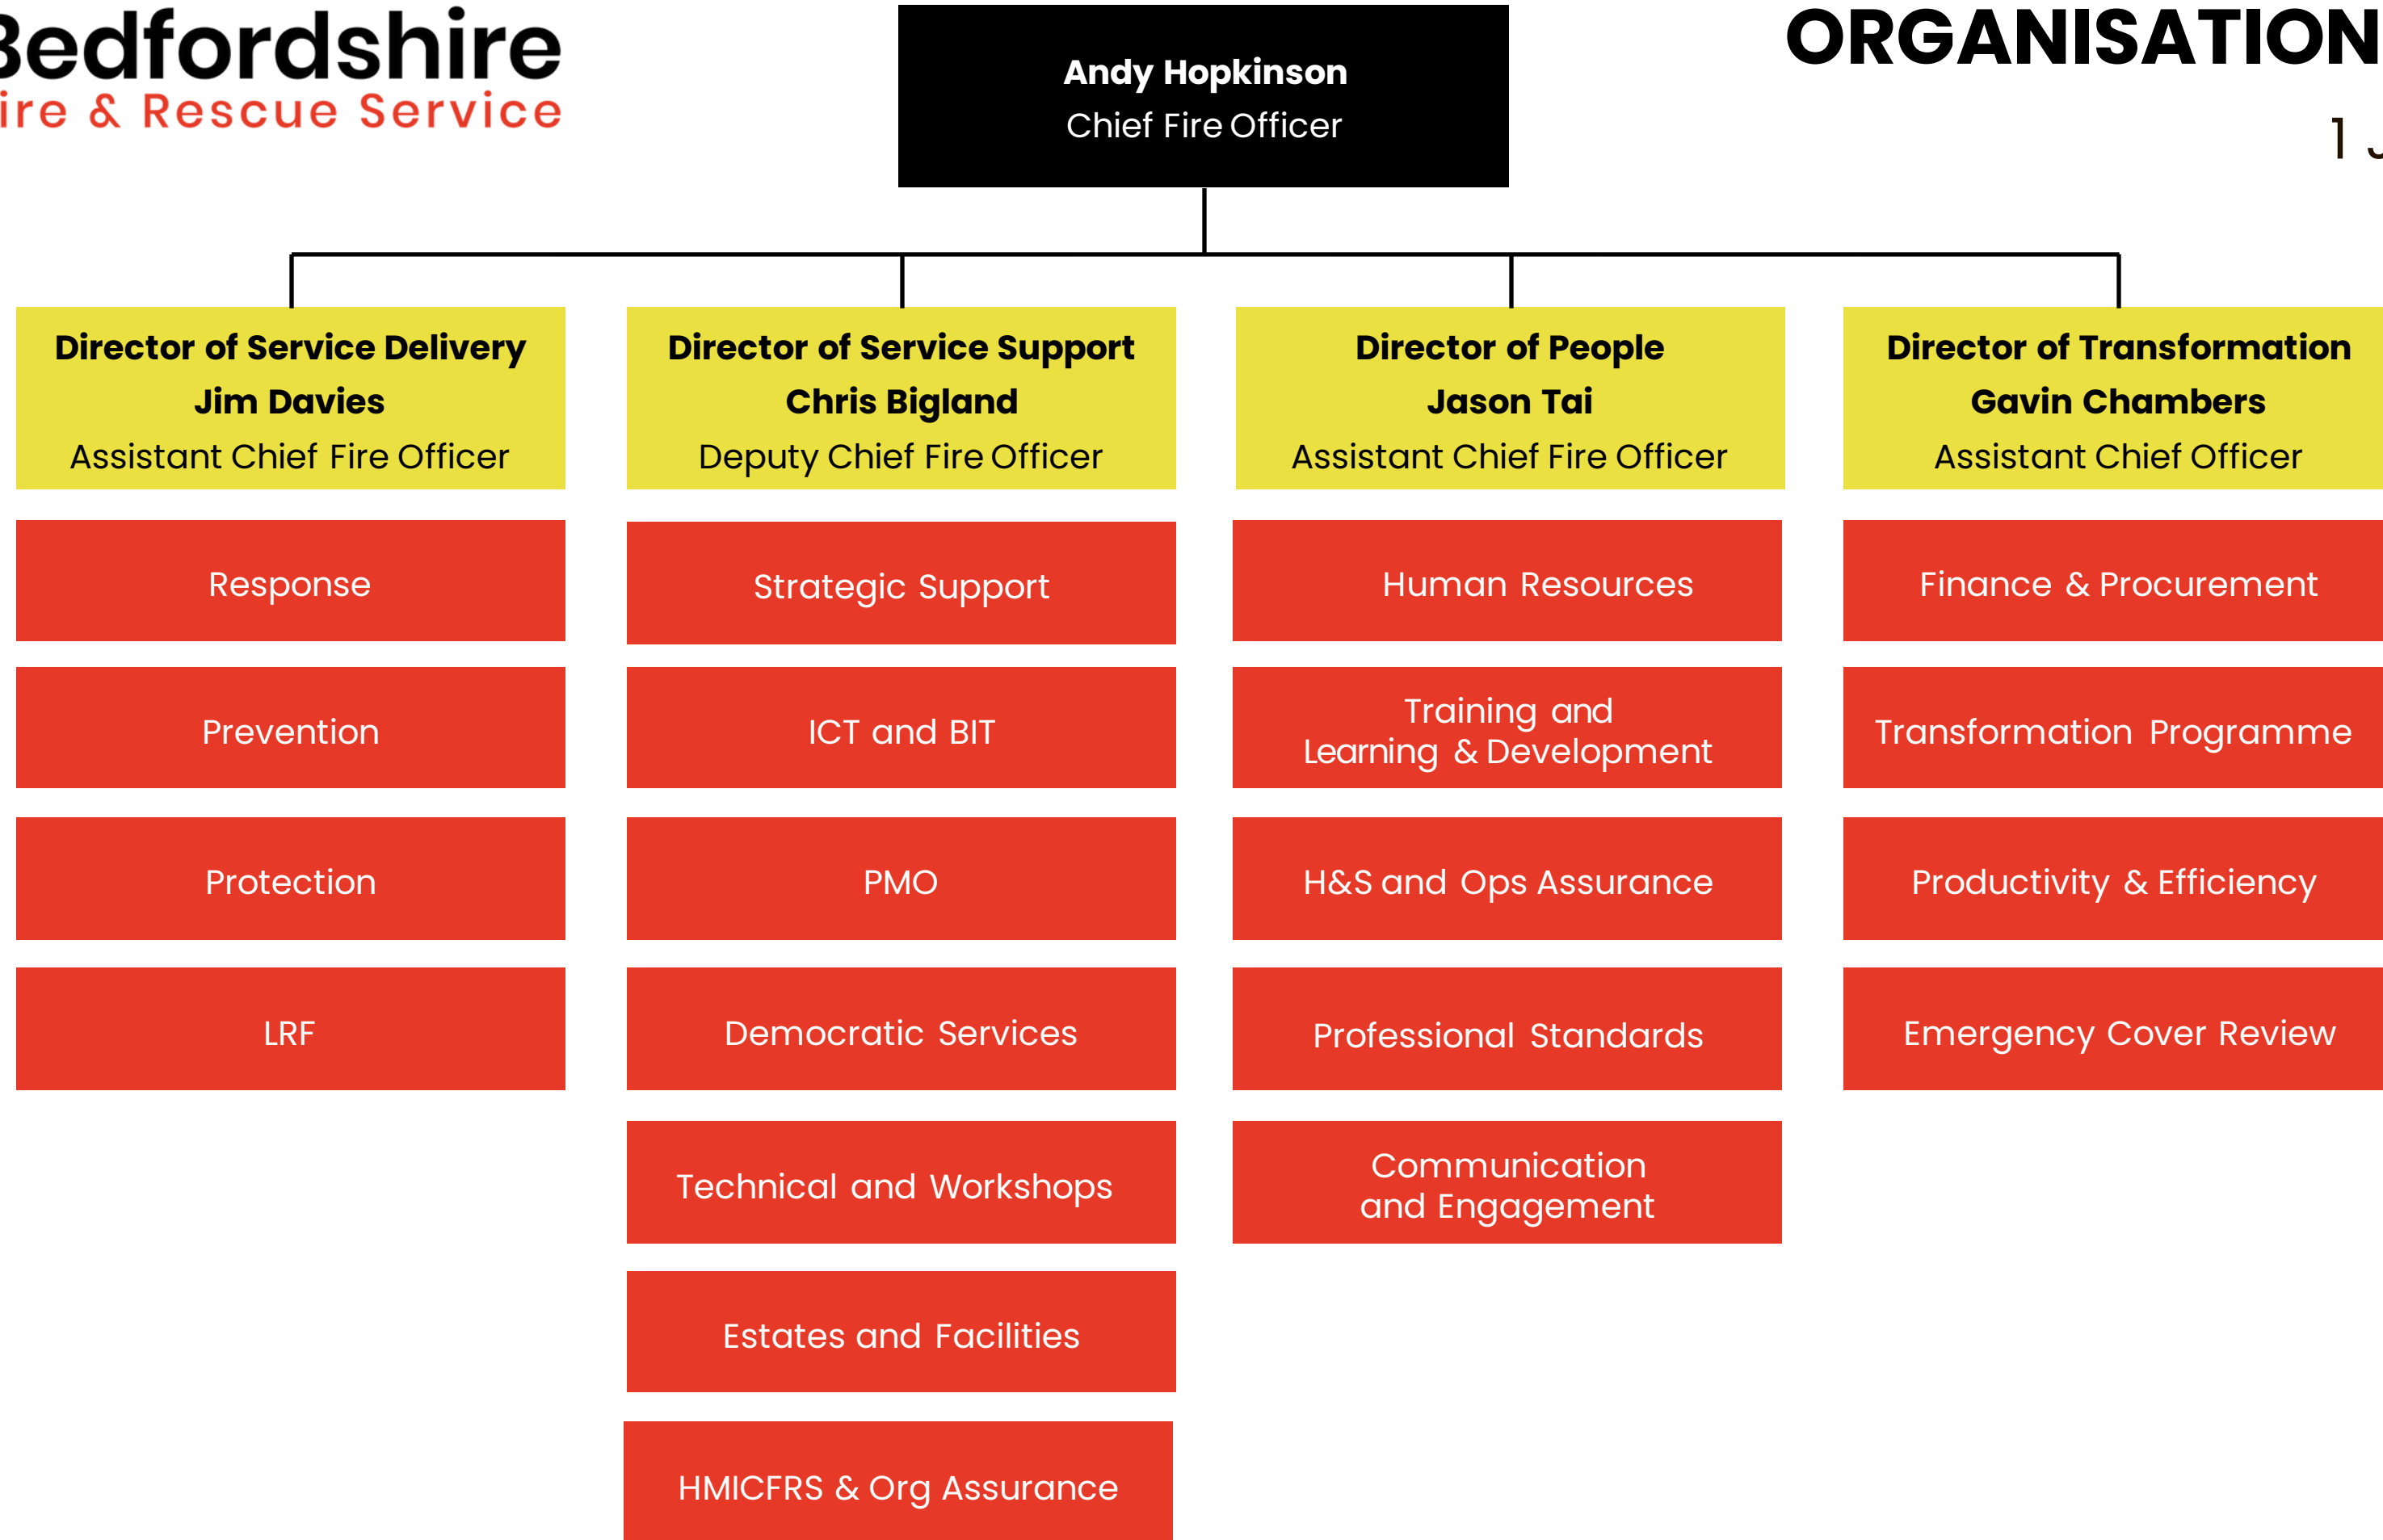 Bedfordshire
Fire & Rescue Service
ORGANISATION
1 J
Andy Hopkinson
Chief Fire Officer
Director of Service Delivery
Jim Davies
Assistant Chief Fire Officer
Response
Prevention
Protection
LRF
Director of Service Support
Chris Bigland
Deputy Chief Fire Officer
Strategic Support
ICT and BIT
PMO
Democratic Services
Technical and Workshops
Estates and Facilities
HMICFRS & Org Assurance
Director of People
Jason Tai
Assistant Chief Fire Officer
Human Resources
Training and
Learning & Development
H&S and Ops Assurance
Professional Standards
Communication
and Engagement
Director of Transformation
Gavin Chambers
Assistant Chief Officer
Finance & Procurement
Transformation Programme
Productivity & Efficiency
Emergency Cover Review